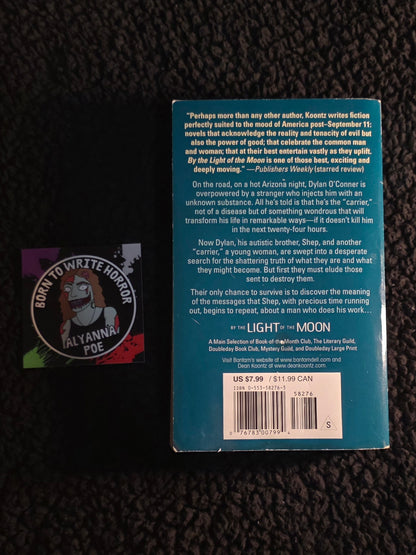 BORN TO WRITE HORROR
ALYANNA
POE
"Perhaps more than any other author, Koontz writes fiction
perfectly suited to the mood of America post–September 11:
novels that acknowledge the reality and tenacity of evil but
also the power of good; that celebrate the common man
and woman; that at their best entertain vastly as they uplift.
By the Light of the Moon is one of those best, exciting and
deeply moving." —Publishers Weekly (starred review)
On the road, on a hot Arizona night, Dylan O'Conner is
overpowered by a stranger who injects him with an
unknown substance. All he's told is that he's the "carrier,"
not of a disease but of something wondrous that will
transform his life in remarkable ways—if it doesn't kill him
in the next twenty-four hours.
Now Dylan, his autistic brother, Shep, and another
"carrier," a young woman, are swept into a desperate
search for the shattering truth of what they are and what
they might become. But first they must elude those
sent to destroy them.
Their only chance to survive is to discover the meaning
of the messages that Shep, with precious time running
out, begins to repeat, about a man who does his work...
BY THE LIGHT OF THE MOON
A Main Selection of Book-of-the-Month Club, The Literary Guild,
Doubleday Book Club, Mystery Guild, and Doubleday Large Print
Visit Bantam's website at www.bantamdell.com and
Dean Koontz at www.deankoontz.com
US $7.99 / $11.99 CAN
ISBN 0-553-58276-5
58276
0 76783 00799 4
S